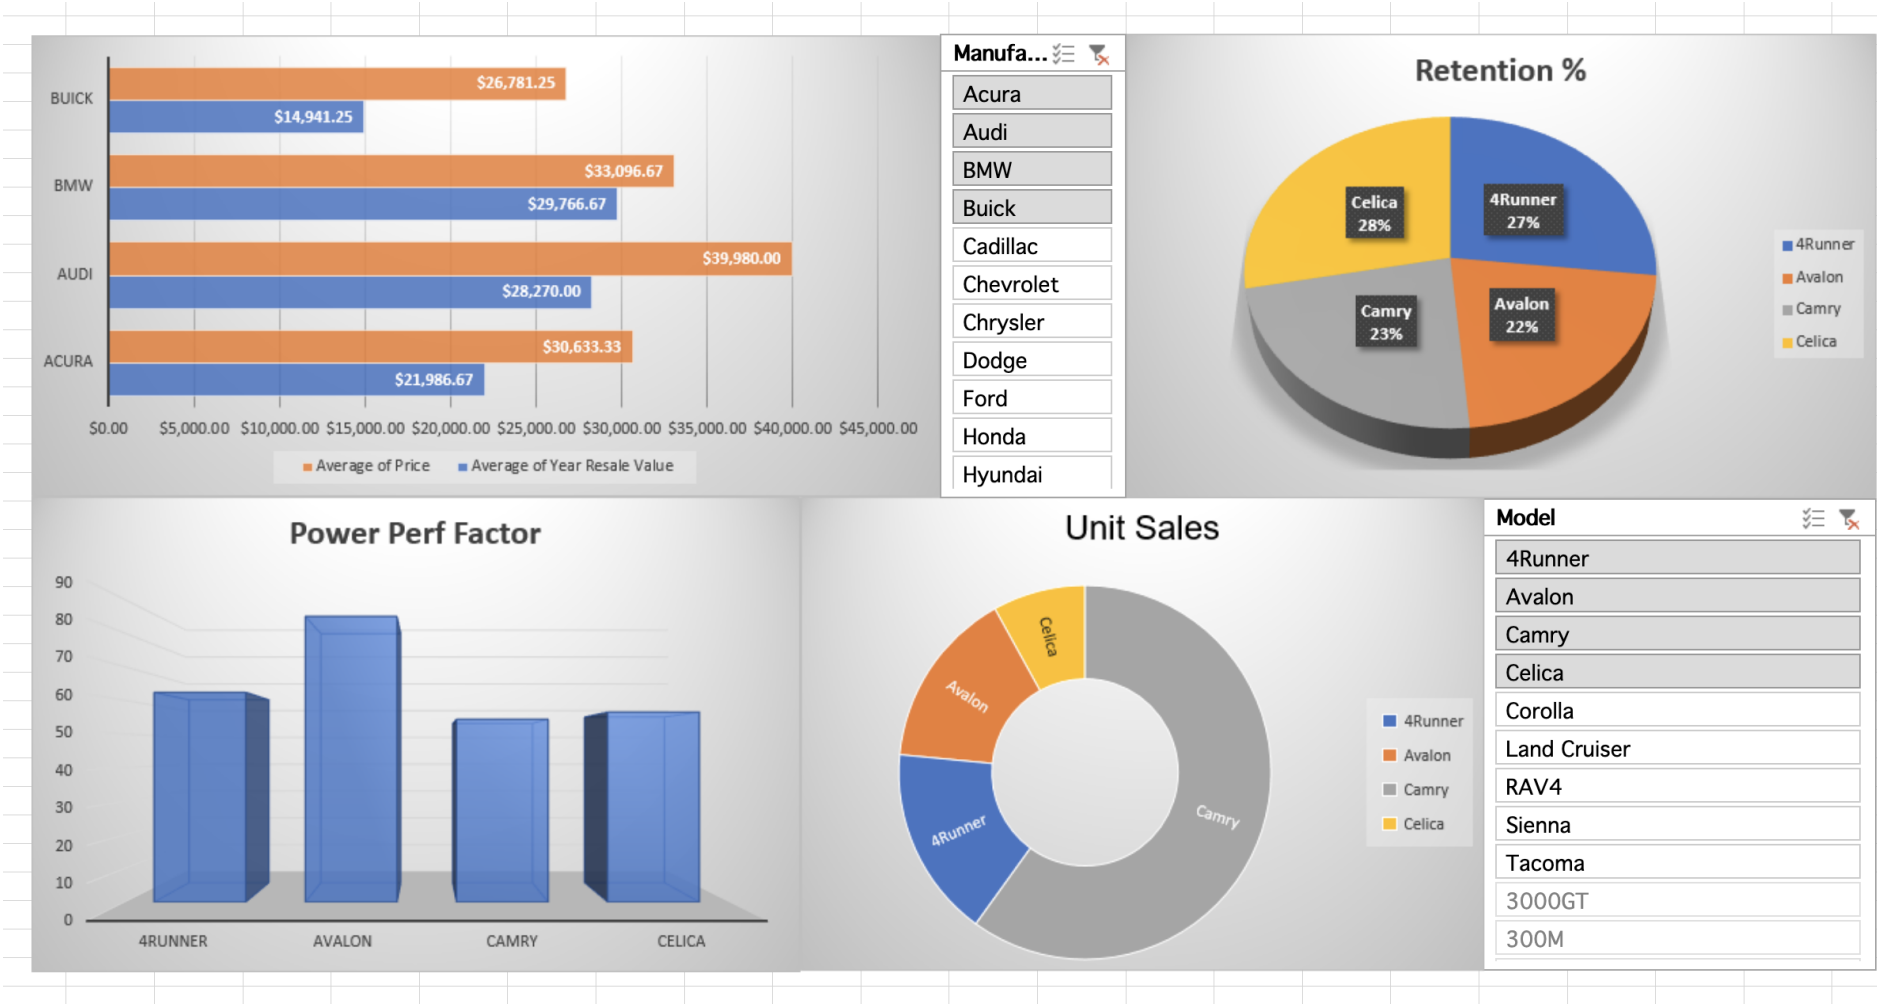 BUICK
$26,781.25
$14,941.25
BMW
$33,096.67
$29,766.67
AUDI
$39,980.00
$28,270.00
ACURA
$30,633.33
$21,986.67
$0.00 $5,000.00 $10,000.00 $15,000.00 $20,000.00 $25,000.00 $30,000.00 $35,000.00 $40,000.00 $45,000.00
Average of Price Average of Year Resale Value
Manufa...
Acura
Audi
BMW
Buick
Cadillac
Chevrolet
Chrysler
Dodge
Ford
Honda
Hyundai
Retention %
Celica
28%
4Runner
27%
Camry
23%
Avalon
22%
4Runner
Avalon
Camry
Celica
Power Perf Factor
90
80
70
60
50
40
30
20
10
0
4RUNNER AVALON CAMRY CELICA
Unit Sales
Celica
Avalon
4Runner
Camry
4Runner
Avalon
Camry
Celica
Model
4Runner
Avalon
Camry
Celica
Corolla
Land Cruiser
RAV4
Sienna
Tacoma
3000GT
300M